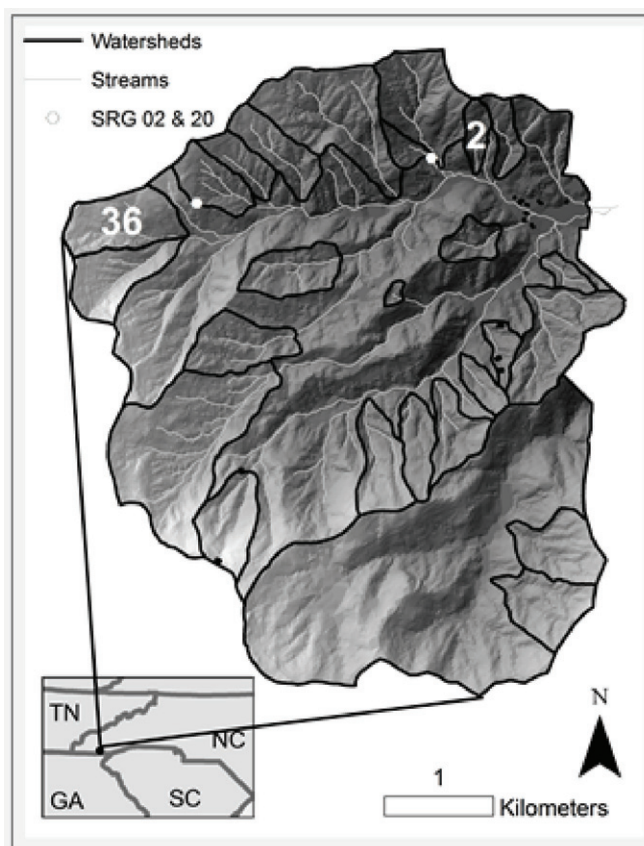 Watersheds
Streams
SRG 02 & 20
2
36
N
TN
NC
GA
SC
1
Kilometers